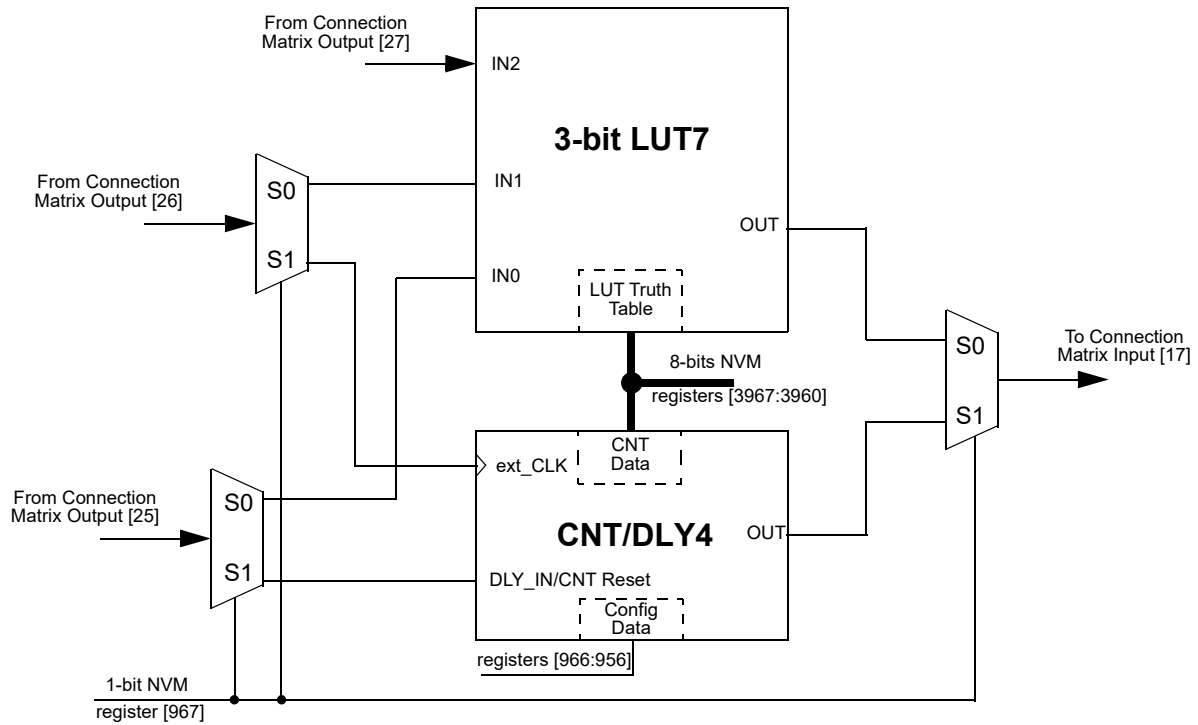 From Connection
Matrix Output [27]
IN2
3-bit LUT7
From Connection
Matrix Output [26]
S0
S1
IN1
IN0
OUT
LUT Truth
Table
8-bits NVM
registers [3967:3960]
S0
S1
To Connection
Matrix Input [17]
From Connection
Matrix Output [25]
S0
S1
ext_CLK
CNT
Data
CNT/DLY4
OUT
DLY_IN/CNT Reset
Config
Data
registers [966:956]
1-bit NVM
register [967]